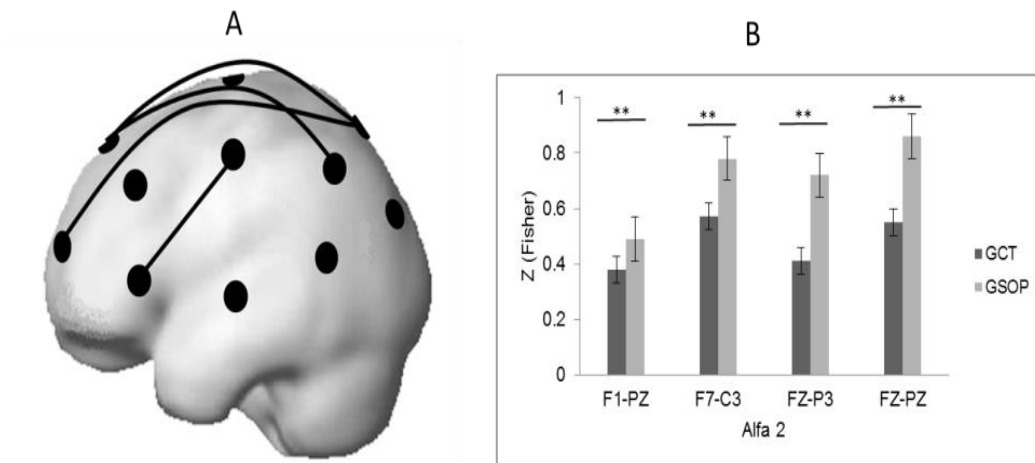 A
B
1
0.8
0.6
0.4
0.2
0
Z (Fisher)
** ** ** **
GCT
GSOP
F1-PZ F7-C3 FZ-P3 FZ-PZ
Alfa 2